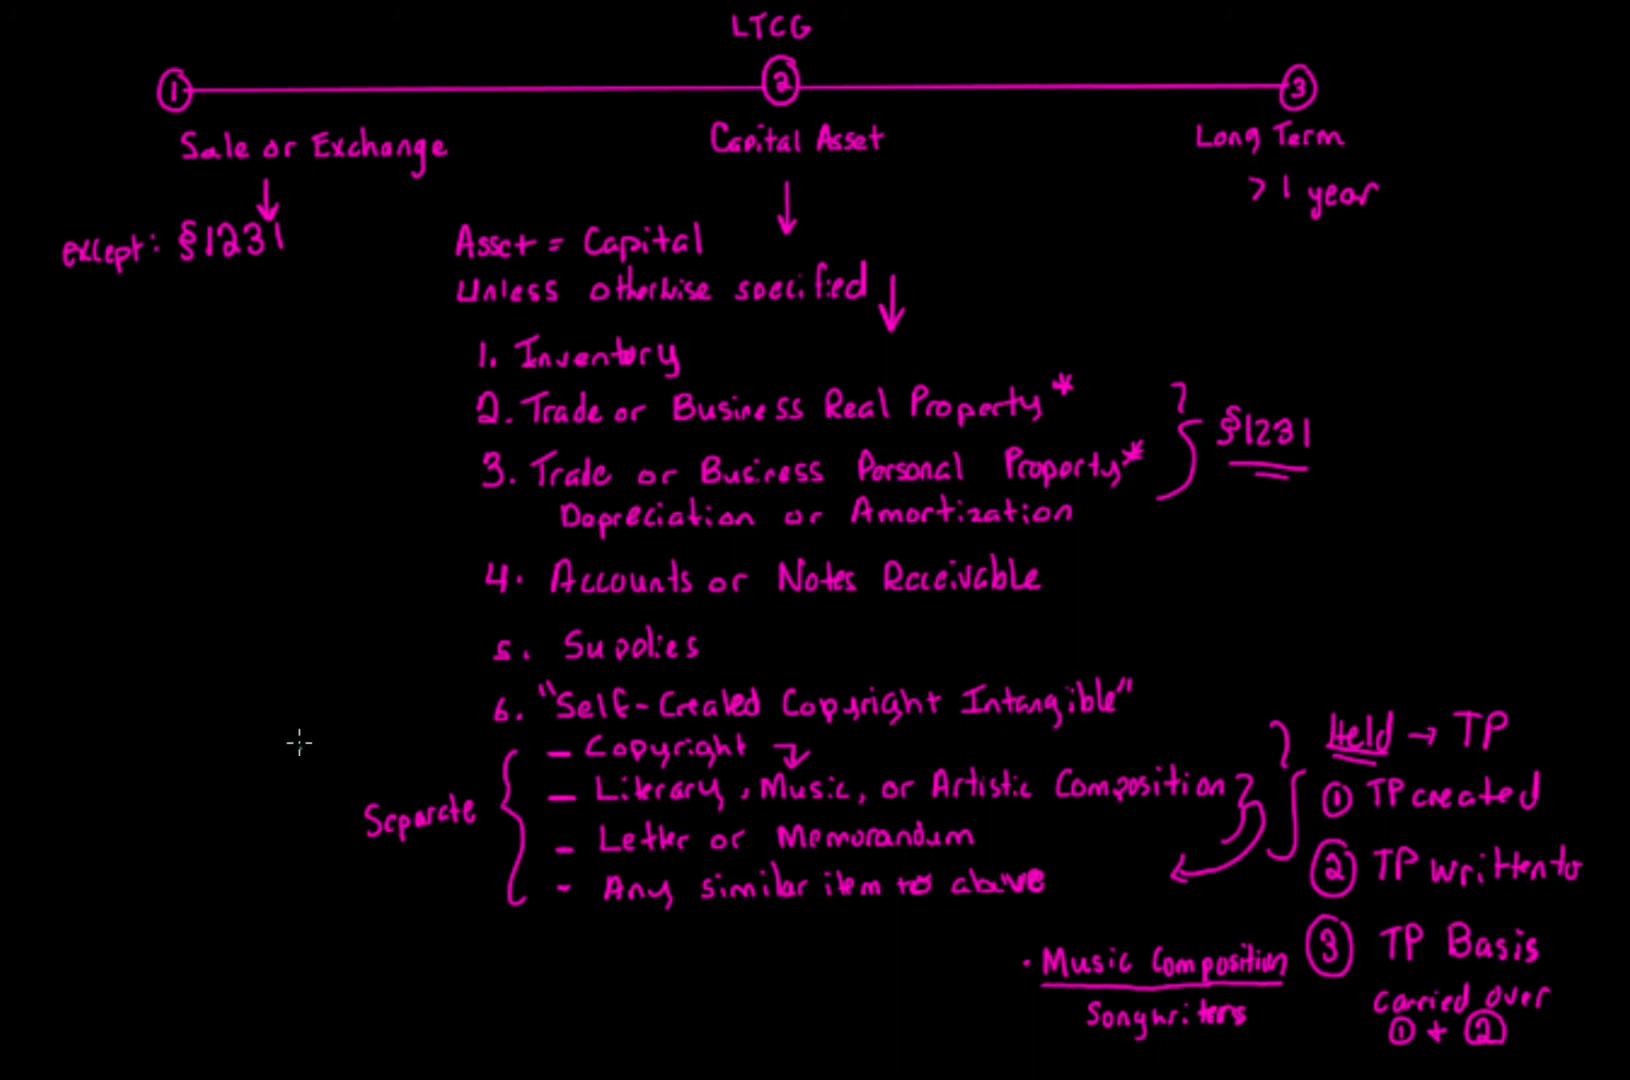 LTCG
① ② ③
Sale or Exchange
except: §1231
Capital Asset
Asset = Capital
Unless otherwise specified
1. Inventory
2. Trade or Business Real Property*
3. Trade or Business Personal Property*
Depreciation or Amortization
§1231
4. Accounts or Notes Receivable
5. Supplies
6. "Self-Created Copyright Intangible"
Separate
- Copyright
- Literary, Music, or Artistic Composition
- Letter or Memorandum
- Any similar item to above
Long Term
> 1 year
Held → TP
① TP created
② TP written to
③ TP Basis
carried over
① + ②
· Music Composition
Songwriters